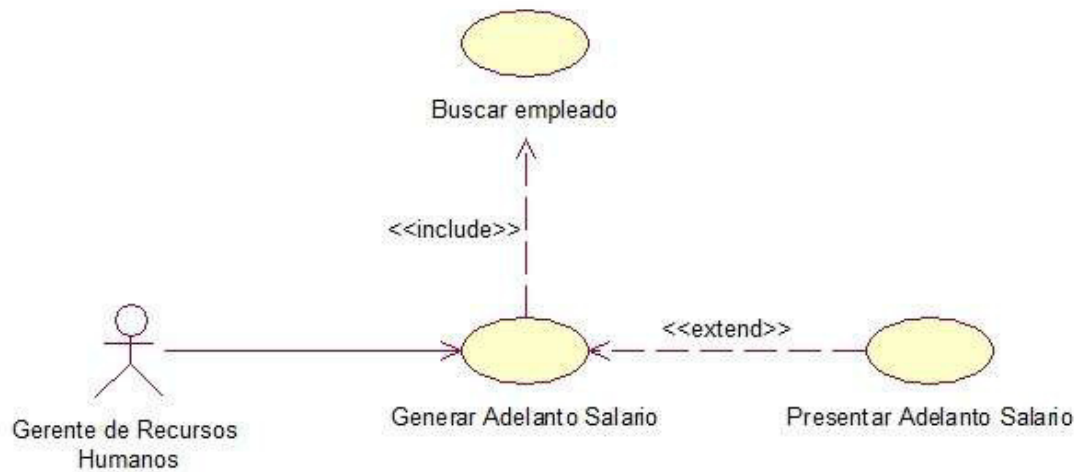 Buscar empleado
<<include>>
<<extend>>
Gerente de Recursos
Humanos
Generar Adelanto Salario
Presentar Adelanto Salario